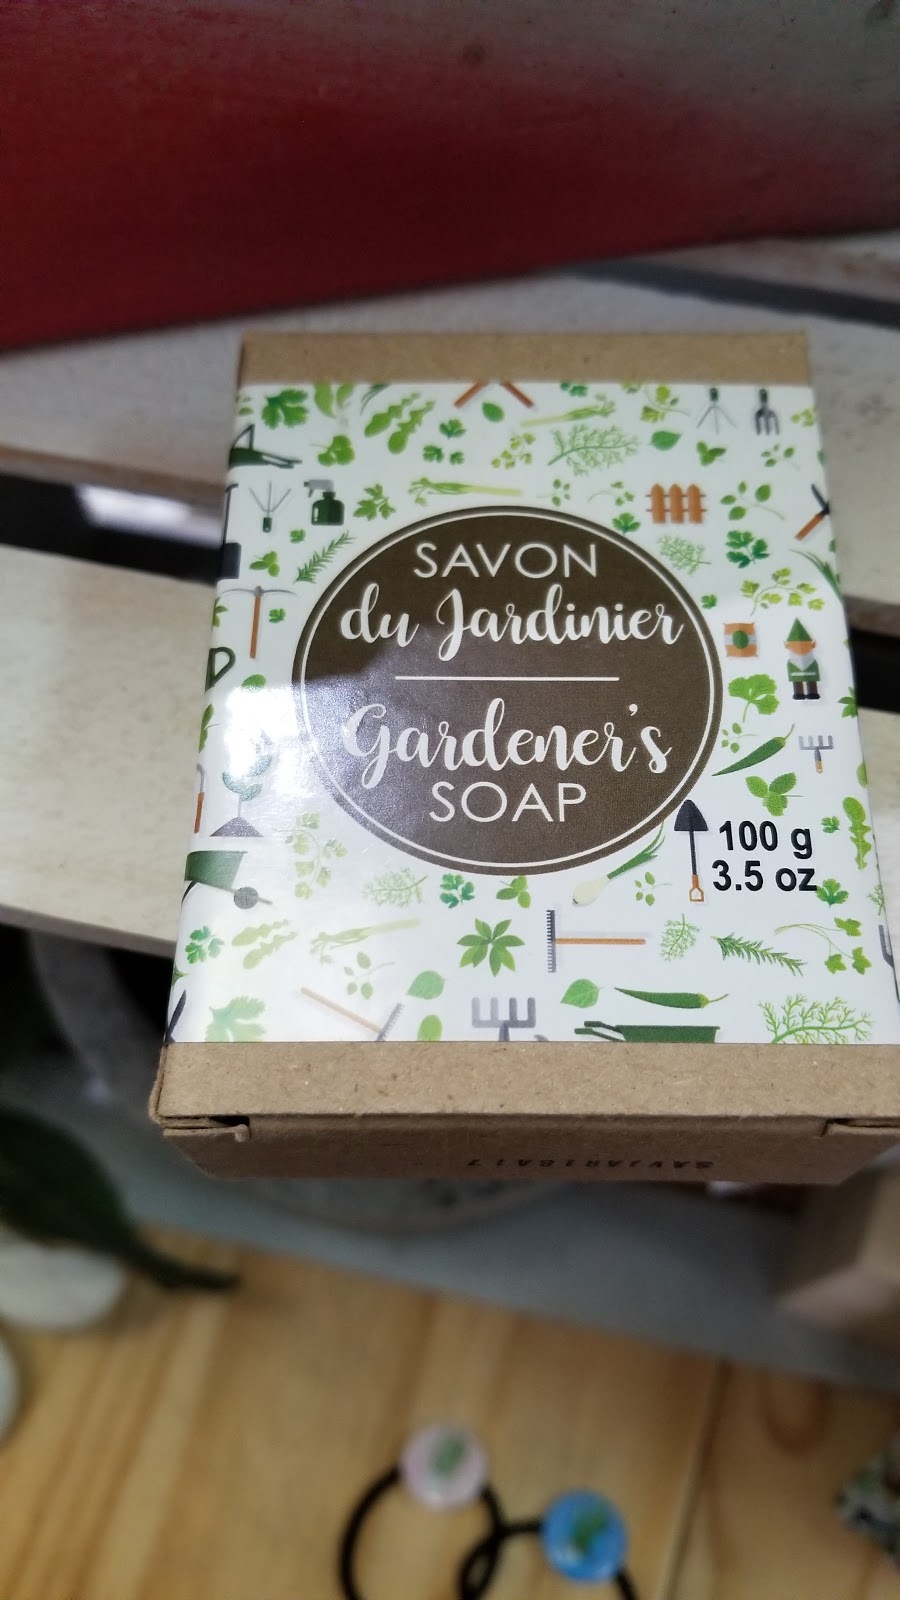 SAVON
du Jardinier
Gardener's
SOAP
100 g
3.5 oz